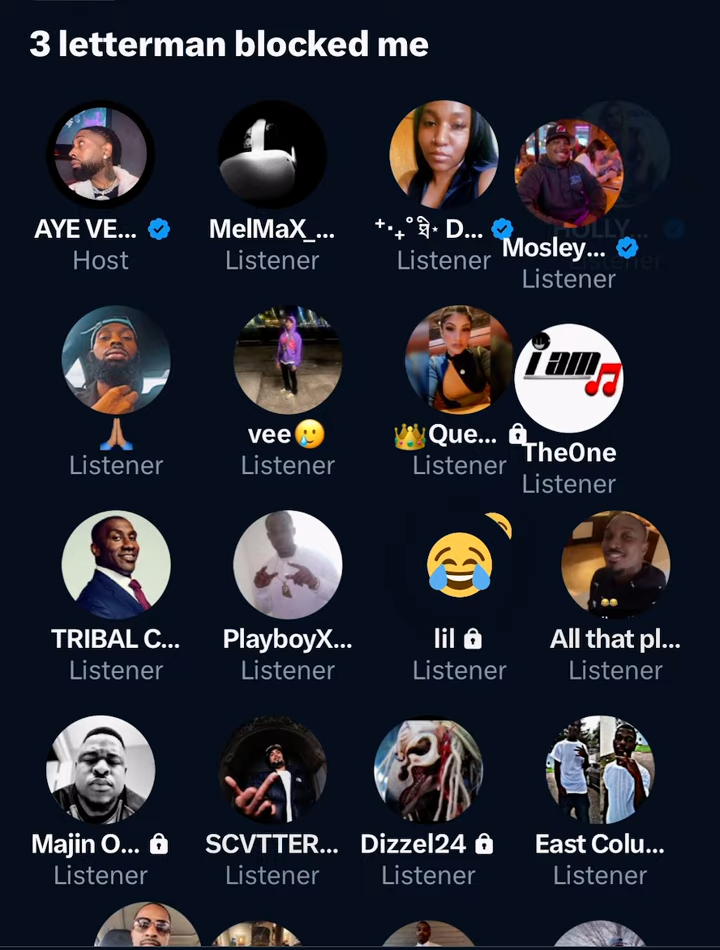 3 letterman blocked me
AYE VE... MelMaX_... ⁺‧₊˚ ཐི⋆ D... Mosley...
Host Listener Listener Listener
🙏🏽 vee🥲 👑Que... TheOne
Listener Listener Listener Listener
i am
TRIBAL C... PlayboyX... lil All that pl...
Listener Listener Listener Listener
Majin O... SCVTTER... Dizzel24 East Colu...
Listener Listener Listener Listener